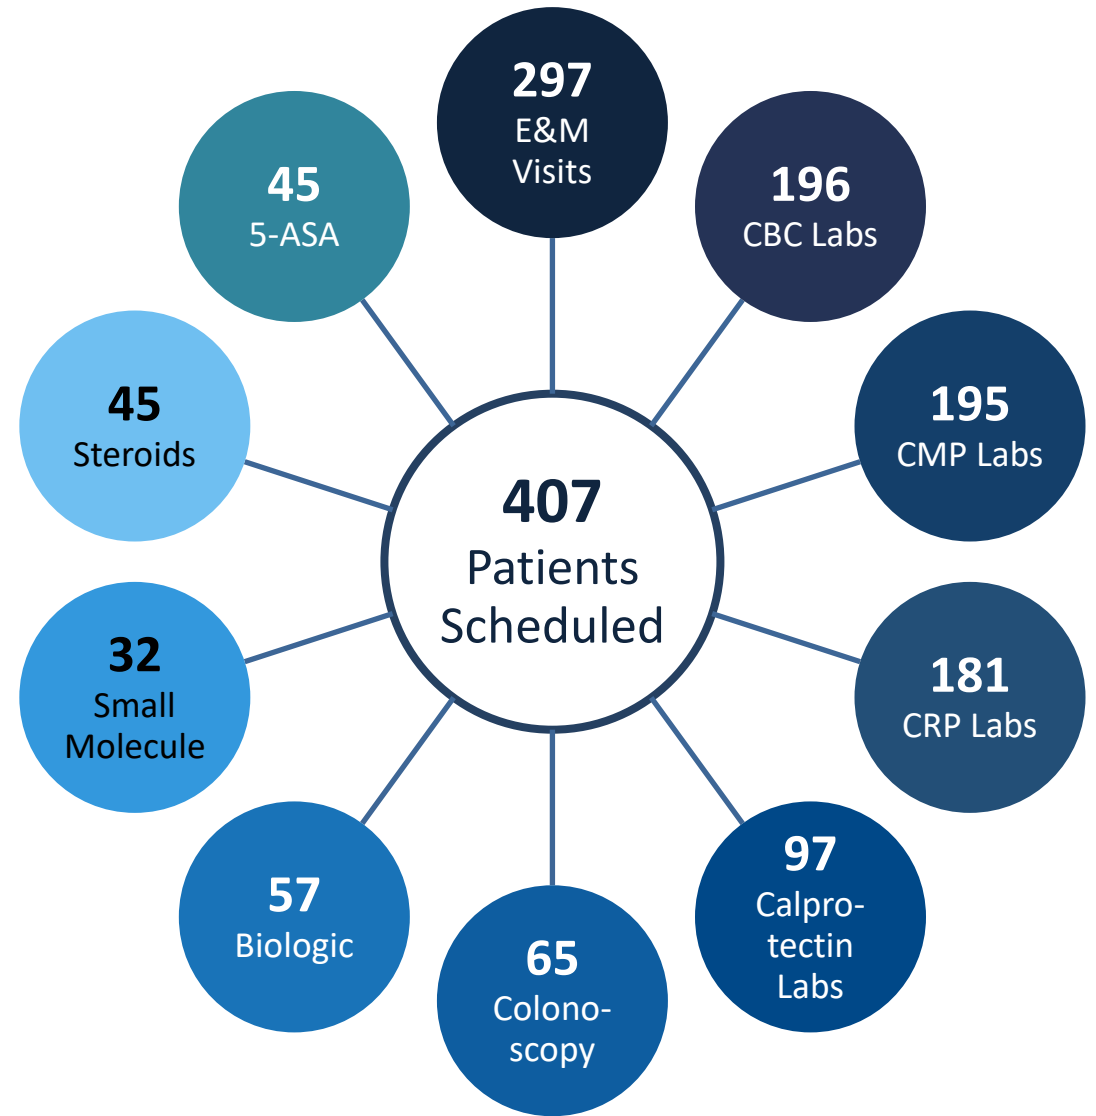 297
E&M
Visits
196
CBC Labs
195
CMP Labs
181
CRP Labs
97
Calpro-
tectin
Labs
65
Colono-
scopy
57
Biologic
32
Small
Molecule
45
Steroids
45
5-ASA
407
Patients
Scheduled